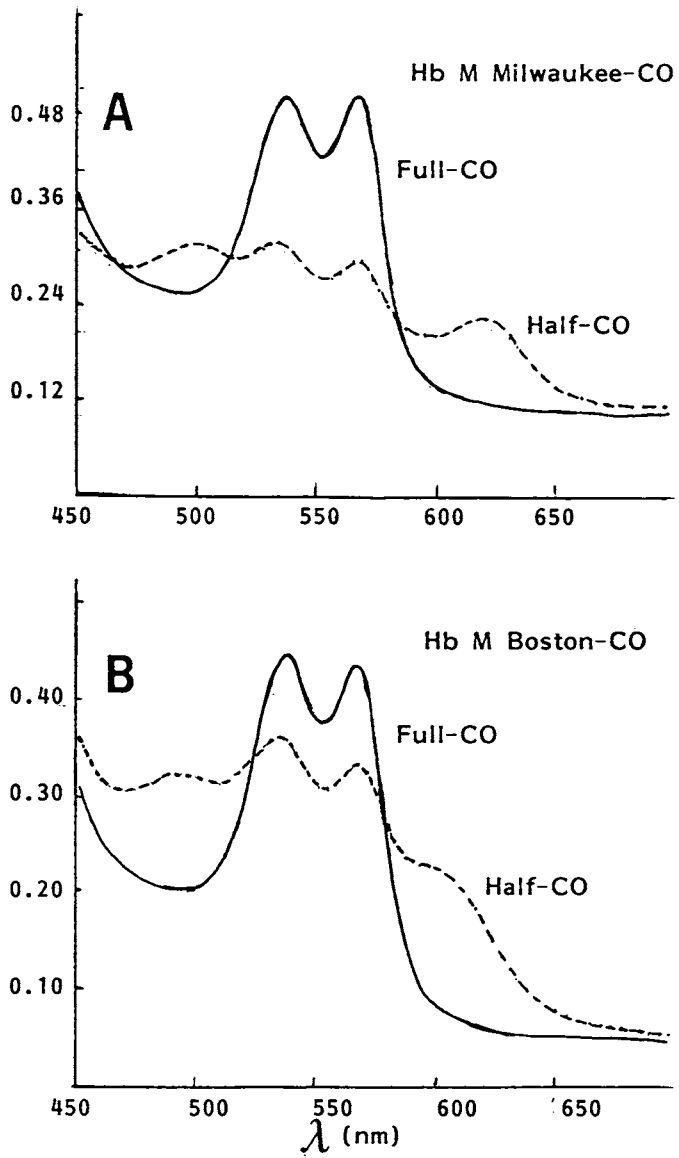 Hb M Milwaukee-CO
A
0.48
Full-CO
0.36
0.24
Half-CO
0.12
450 500 550 600 650
Hb M Boston-CO
B
0.40
Full-CO
0.30
Half-CO
0.20
0.10
450 500 550 600 650
λ (nm)